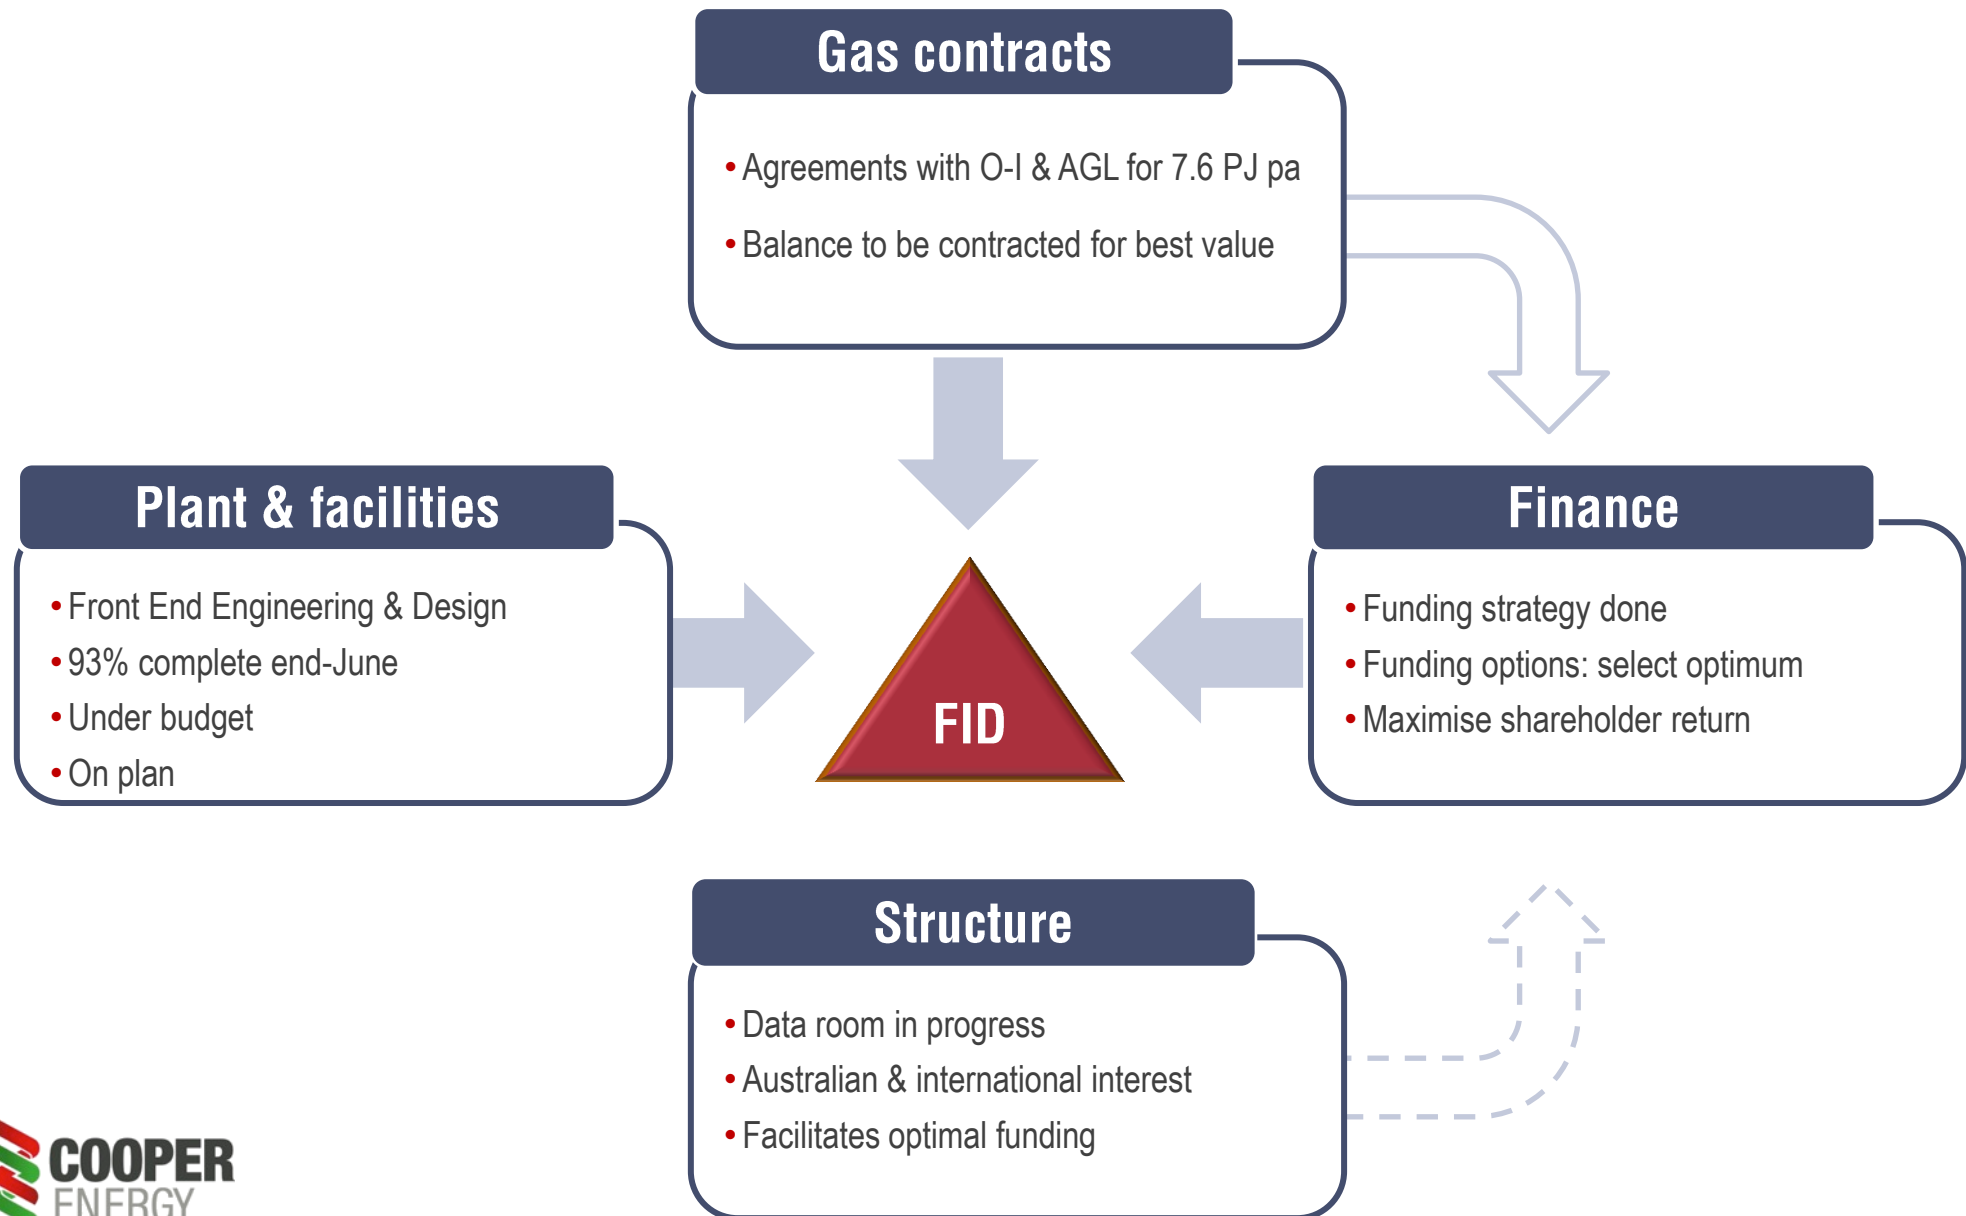 Gas contracts
• Agreements with O-I & AGL for 7.6 PJ pa
• Balance to be contracted for best value
Plant & facilities
• Front End Engineering & Design
• 93% complete end-June
• Under budget
• On plan
FID
Finance
• Funding strategy done
• Funding options: select optimum
• Maximise shareholder return
Structure
• Data room in progress
• Australian & international interest
• Facilitates optimal funding
COOPER
ENERGY